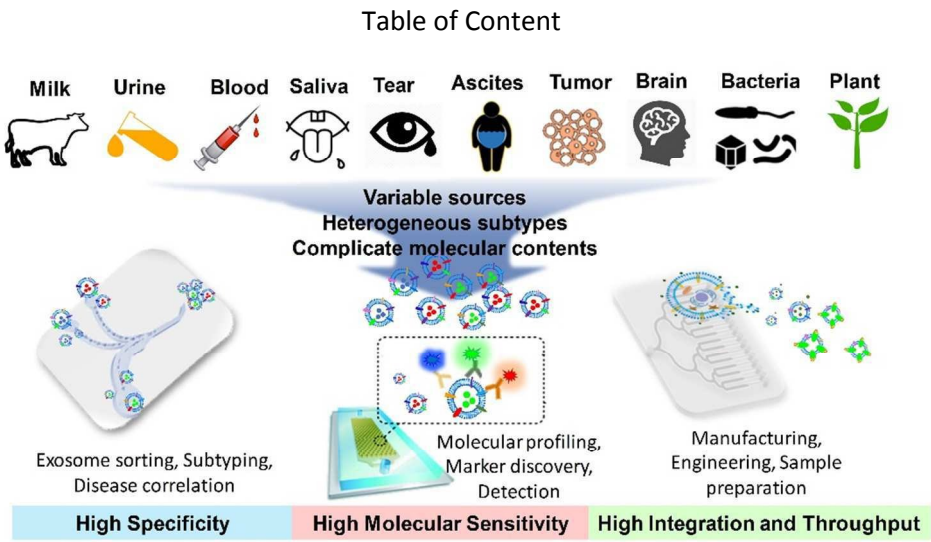 Table of Content
Milk Urine Blood Saliva Tear Ascites Tumor Brain Bacteria Plant
Variable sources
Heterogeneous subtypes
Complicate molecular contents
Exosome sorting, Subtyping,
Disease correlation
Molecular profiling,
Marker discovery,
Detection
Manufacturing,
Engineering, Sample
preparation
High Specificity
High Molecular Sensitivity
High Integration and Throughput